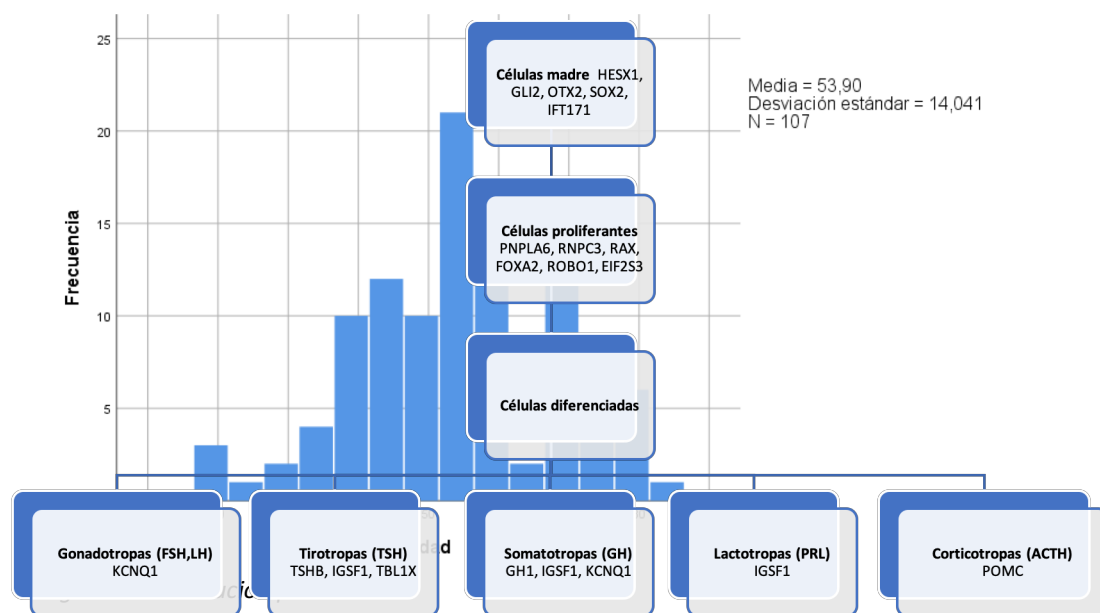 25
20
15
10
5
Frecuencia
Media = 53,90
Desviación estándar = 14,041
N = 107
Células madre HESX1,
GLI2, OTX2, SOX2,
IFT171
Células proliferantes
PNPLA6, RNPC3, RAX,
FOXA2, ROBO1, EIF2S3
Células diferenciadas
Gonadotropas (FSH,LH)
KCNQ1
Tirotropas (TSH)
TSHB, IGSF1, TBL1X
Somatotropas (GH)
GH1, IGSF1, KCNQ1
Lactotropas (PRL)
IGSF1
Corticotropas (ACTH)
POMC
dad